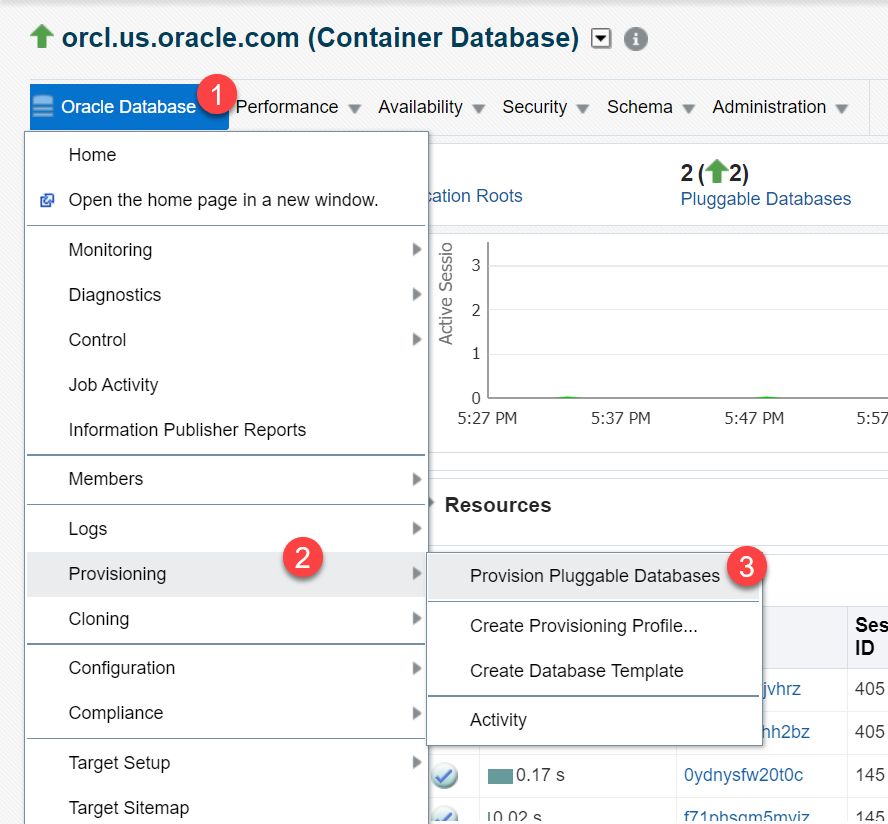 orcl.us.oracle.com (Container Database)
Oracle Database
1
Performance
Availability
Security
Schema
Administration
Home
Open the home page in a new window.
Monitoring
Diagnostics
Control
Job Activity
Information Publisher Reports
Members
Logs
Provisioning
2
Cloning
Configuration
Compliance
Target Setup
Target Sitemap
Provision Pluggable Databases
3
Create Provisioning Profile...
Create Database Template
Activity
cation Roots
2 (2)
Pluggable Databases
Active Sessio
3
2
1
0
5:27 PM
5:37 PM
5:47 PM
5:57
Resources
Ses
ID
jvhrz
405
hh2bz
405
0.17 s
0ydnysfw20t0c
145
0.02 s
145